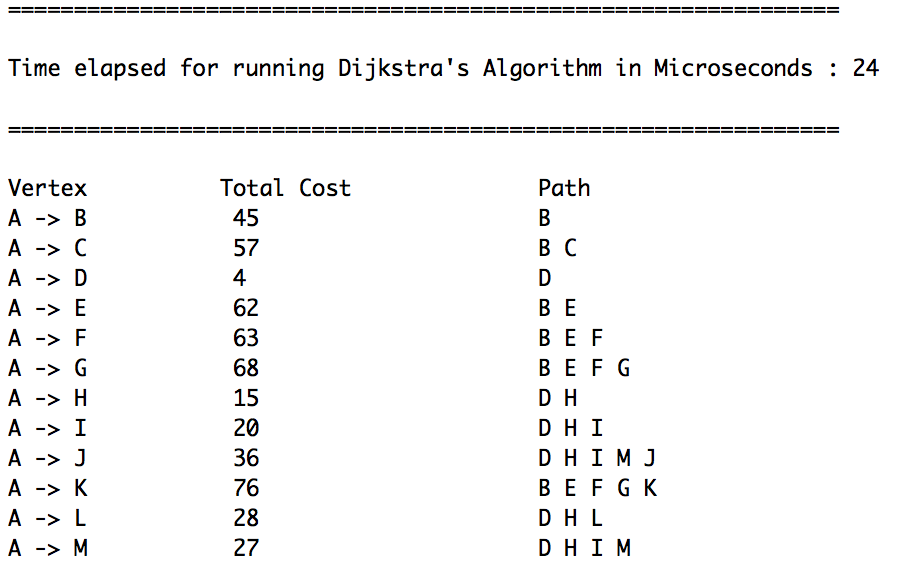 ===============================================================
Time elapsed for running Dijkstra's Algorithm in Microseconds : 24
===============================================================
Vertex Total Cost Path
A -> B 45 B
A -> C 57 B C
A -> D 4 D
A -> E 62 B E
A -> F 63 B E F
A -> G 68 B E F G
A -> H 15 D H
A -> I 20 D H I
A -> J 36 D H I M J
A -> K 76 B E F G K
A -> L 28 D H L
A -> M 27 D H I M